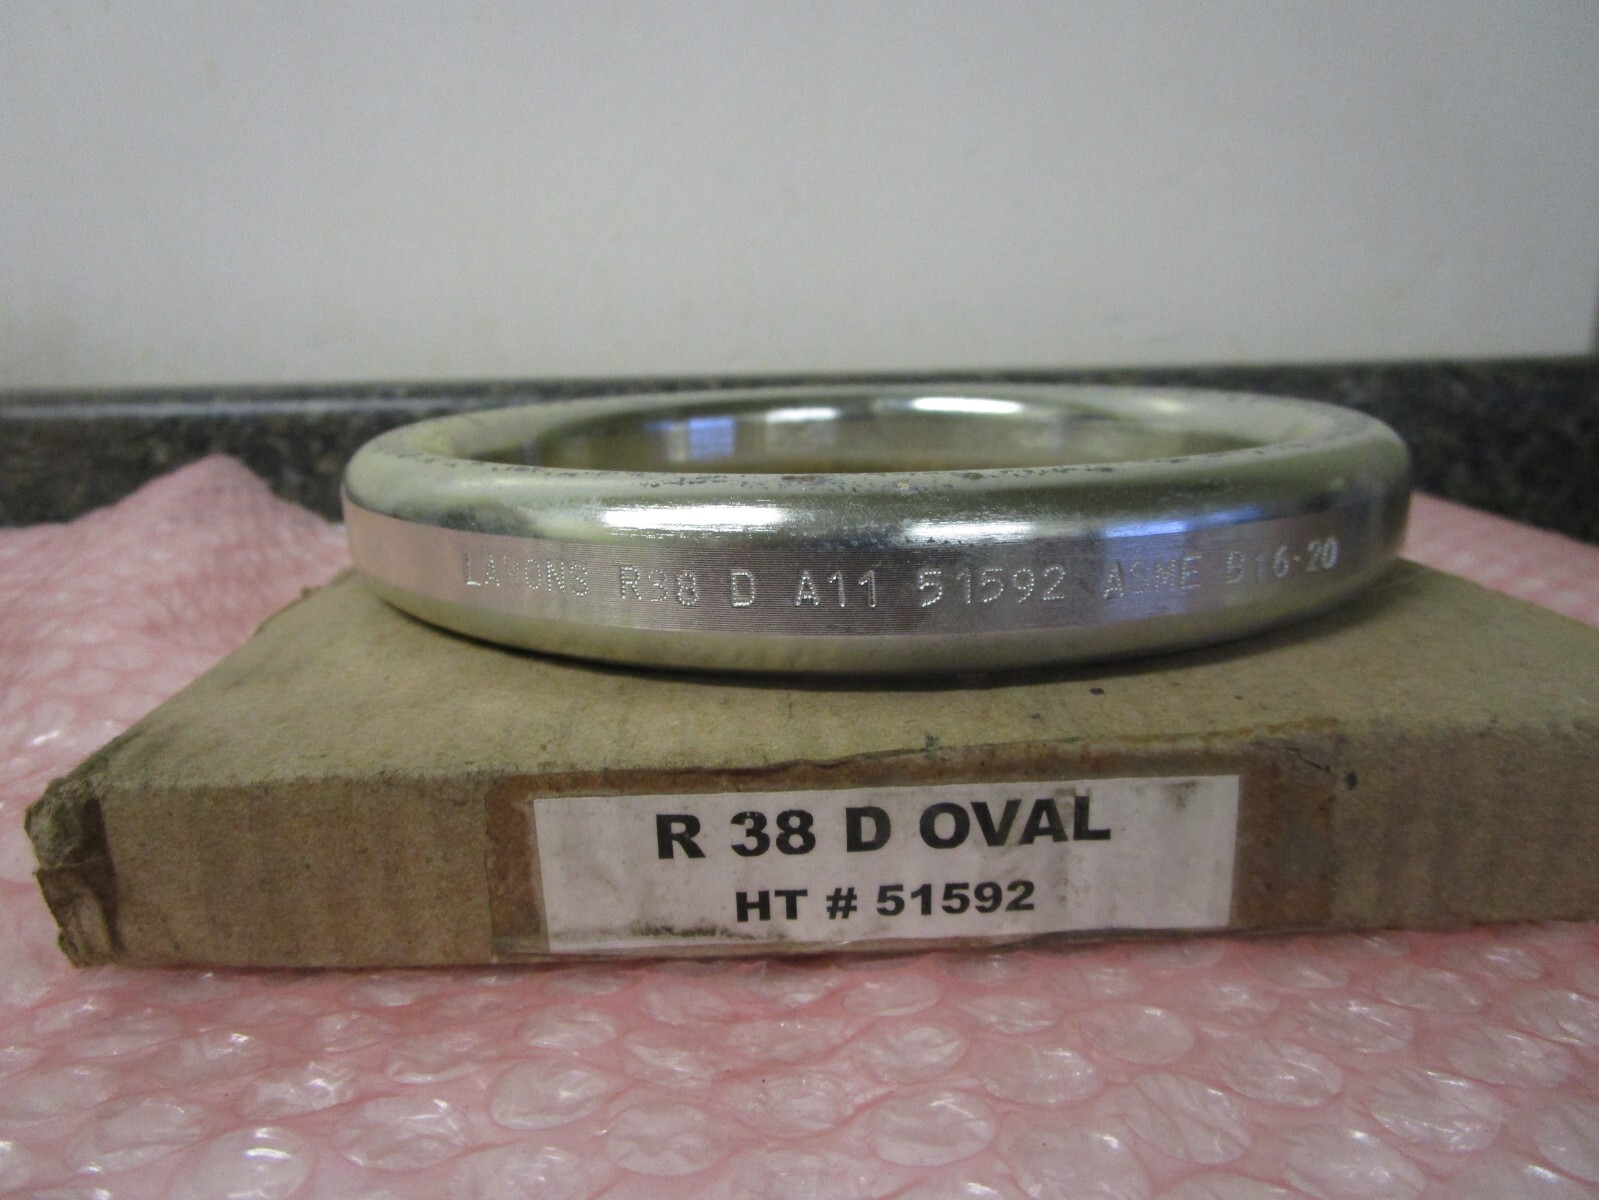 LAMONS R38 D A11 51592 ASME B16·20
R 38 D OVAL
HT # 51592